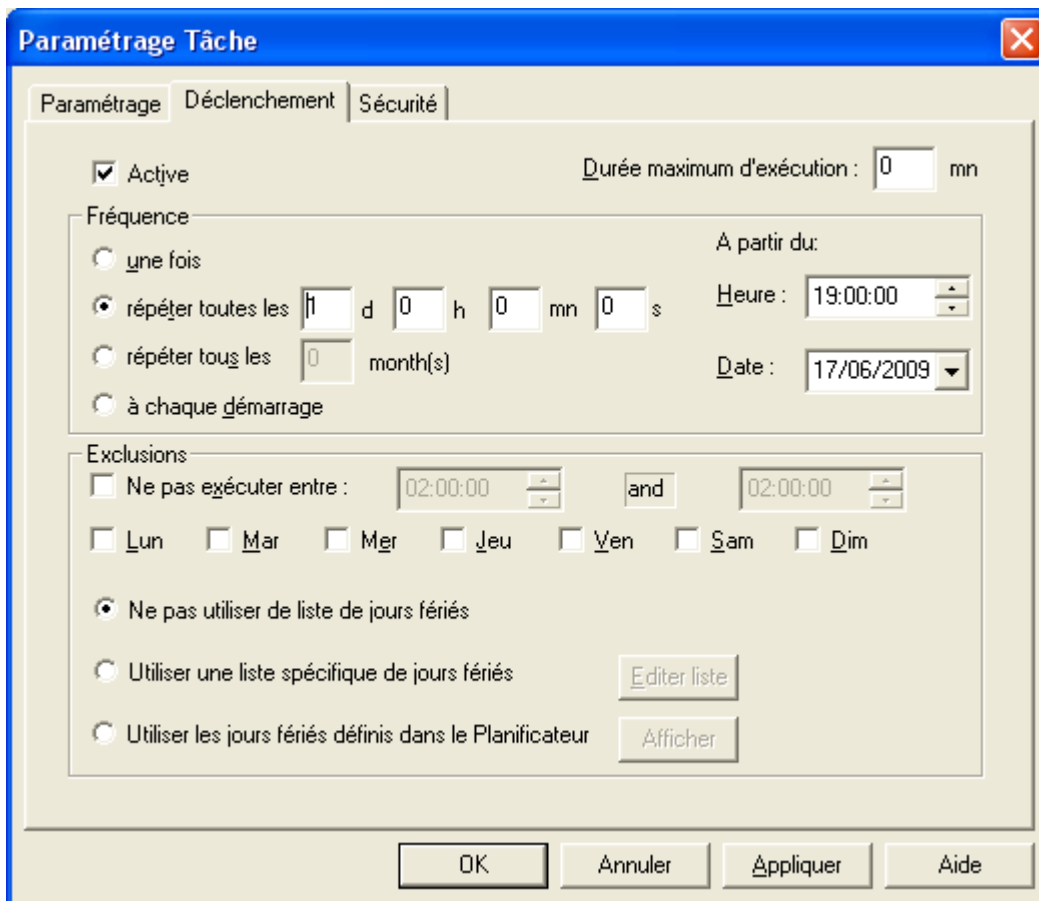 Paramétrage Tâche
Paramétrage Déclenchement Sécurité
Active Durée maximum d'exécution : 0 mn
Fréquence
A partir du:
une fois
répéter toutes les 1 d 0 h 0 mn 0 s Heure : 19:00:00
répéter tous les 0 month(s) Date : 17/06/2009
à chaque démarrage
Exclusions
Ne pas exécuter entre : 02:00:00 and 02:00:00
Lun Mar Mer Jeu Ven Sam Dim
Ne pas utiliser de liste de jours fériés
Utiliser une liste spécifique de jours fériés Editer liste
Utiliser les jours fériés définis dans le Planificateur Afficher
OK Annuler Appliquer Aide